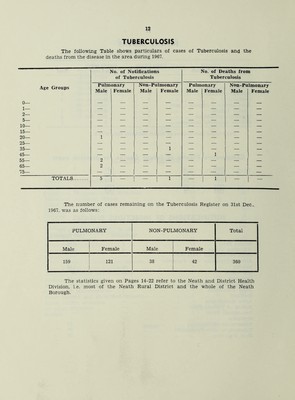 12
TUBERCULOSIS
The following Table shows particulars of cases of Tuberculosis and the
deaths from the disease in the area during 1967.
Age Groups | No. of Notifications of Tuberculosis | No. of Deaths from Tuberculosis
Pulmonary | Non-Pulmonary | Pulmonary | Non-Pulmonary
Male | Female | Male | Female | Male | Female | Male | Female
0— | — | — | — | — | — | — | — | —
1— | — | — | — | — | — | — | — | —
2— | — | — | — | — | — | — | — | —
5— | — | — | — | — | — | — | — | —
10— | — | — | — | — | — | — | — | —
15— | — | — | — | — | — | — | — | —
20— | 1 | — | — | — | — | — | — | —
25— | — | — | — | — | — | — | — | —
35— | — | — | — | 1 | — | — | — | —
45— | — | — | — | — | — | 1 | — | —
55— | 2 | — | — | — | — | — | — | —
65— | 2 | — | — | — | — | — | — | —
75— | — | — | — | — | — | — | — | —
TOTALS | 5 | — | — | 1 | — | 1 | — | —
The number of cases remaining on the Tuberculosis Register on 31st Dec.,
1967, was as follows:
PULMONARY | NON-PULMONARY | Total
Male | Female | Male | Female
159 | 121 | 38 | 42 | 360
The statistics given on Pages 14-22 refer to the Neath and District Health
Division, i.e. most of the Neath Rural District and the whole of the Neath
Borough.